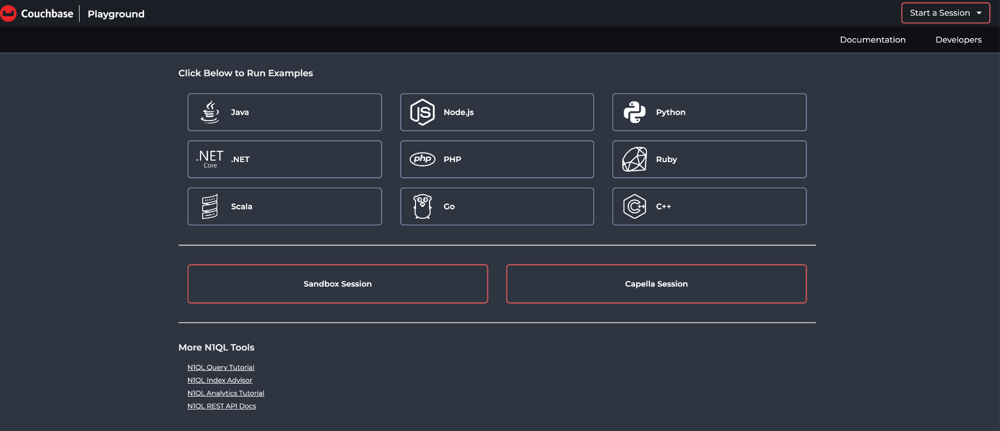 Couchbase
Playground
Start a Session
Documentation
Developers
Click Below to Run Examples
Java
JS
Node.js
Python
.NET
Core
.NET
php
PHP
Ruby
Scala
Go
C++
C++
Sandbox Session
Capella Session
More N1QL Tools
N1QL Query Tutorial
N1QL Index Advisor
N1QL Analytics Tutorial
N1QL REST API Docs